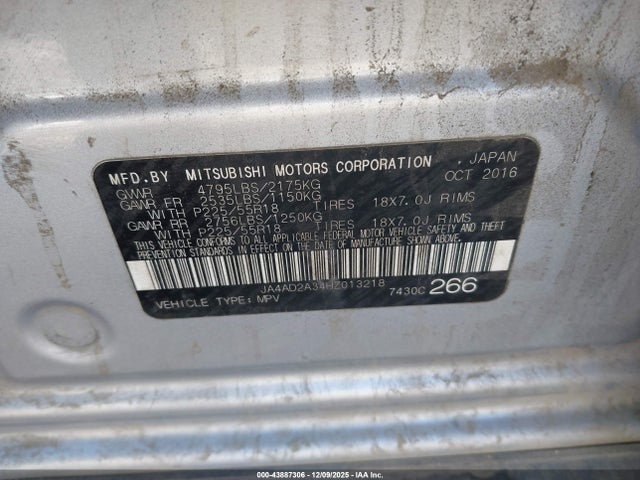 MFD.BY MITSUBISHI MOTORS CORPORATION . JAPAN
GVWR 4795LBS/2175KG OCT 2016
GAWR FR 2535LBS/1150KG
WITH P225/55R18 TIRES 18X7.0J RIMS
GAWR RR 2756LBS/1250KG
WITH P225/55R18 TIRES 18X7.0J RIMS
THIS VEHICLE CONFORMS TO ALL APPLICABLE FEDERAL MOTOR VEHICLE SAFETY AND THEFT
PREVENTION STANDARDS IN EFFECT ON THE DATE OF MANUFACTURE SHOWN ABOVE.
JA4AD2A34HZ013218 7430C 266
VEHICLE TYPE: MPV
000-43887306 - 12/09/2025 - IAA Inc.